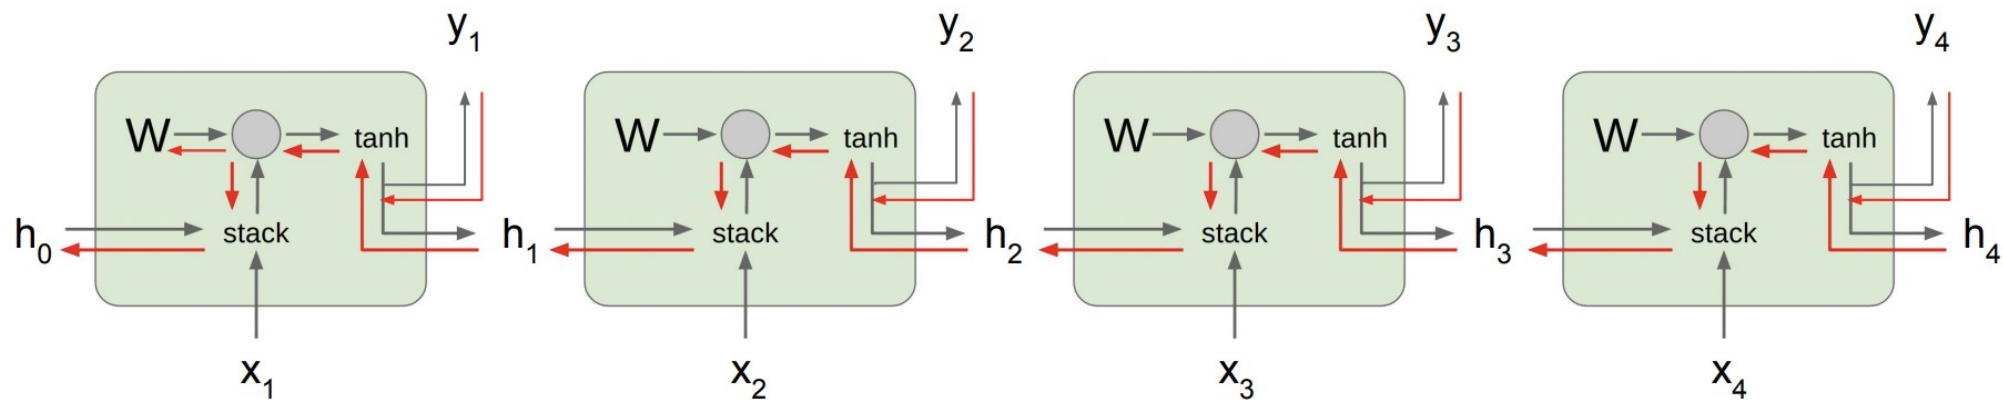 y1 y2 y3 y4
W tanh W tanh W tanh W tanh
h0 stack h1 stack h2 stack h3 stack h4
x1 x2 x3 x4